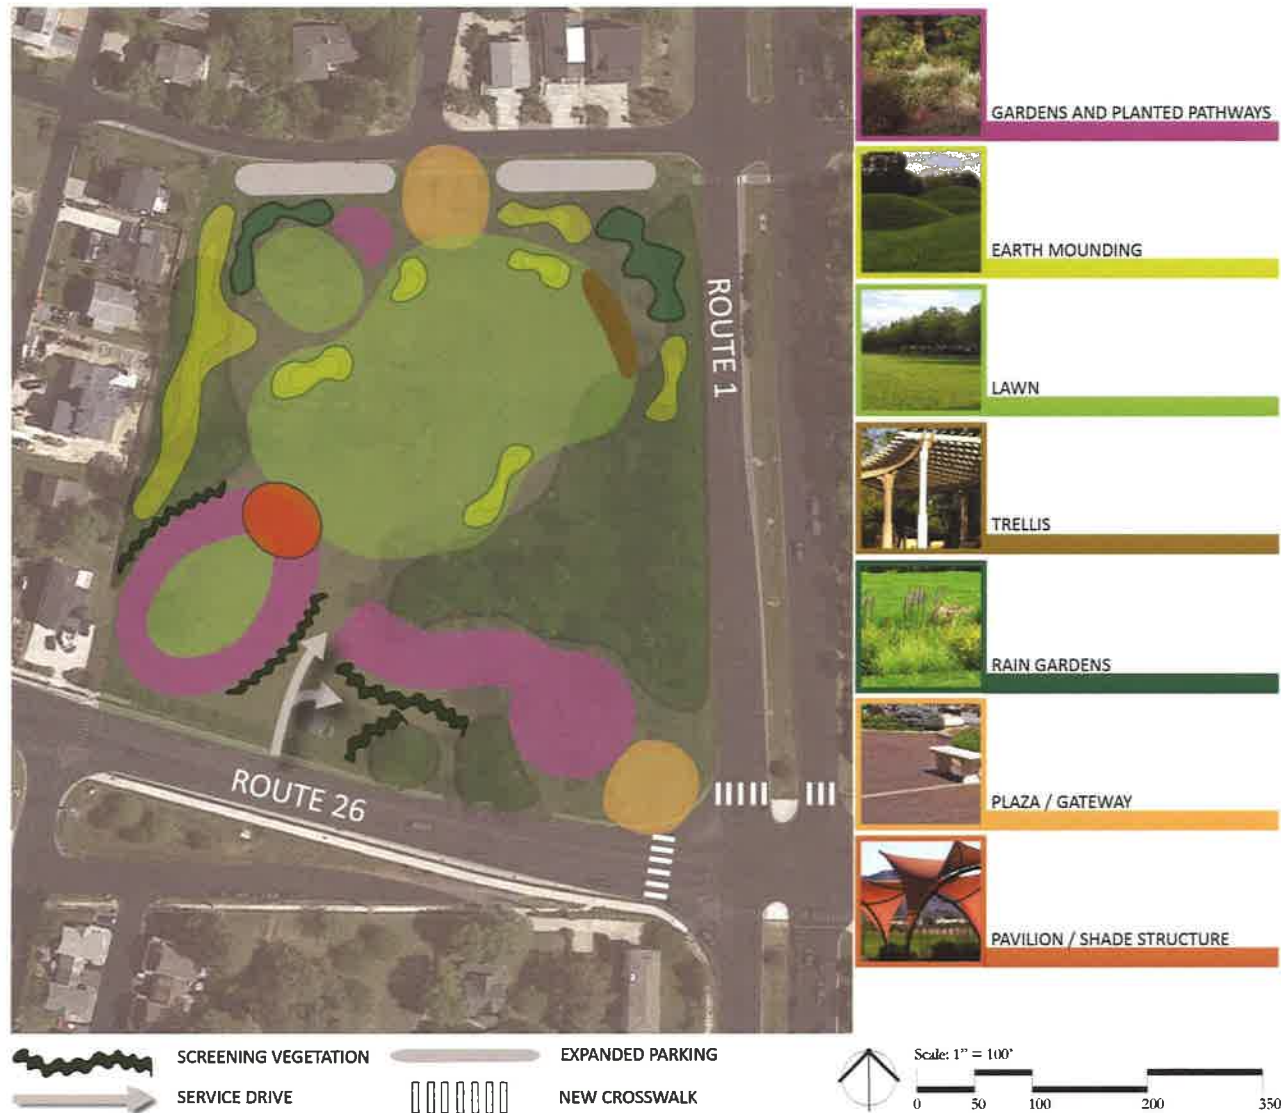 ROUTE 1
ROUTE 26
GARDENS AND PLANTED PATHWAYS
EARTH MOUNDING
LAWN
TRELLIS
RAIN GARDENS
PLAZA / GATEWAY
PAVILION / SHADE STRUCTURE
SCREENING VEGETATION
EXPANDED PARKING
SERVICE DRIVE
NEW CROSSWALK
Scale: 1" = 100'
0 50 100 200 350